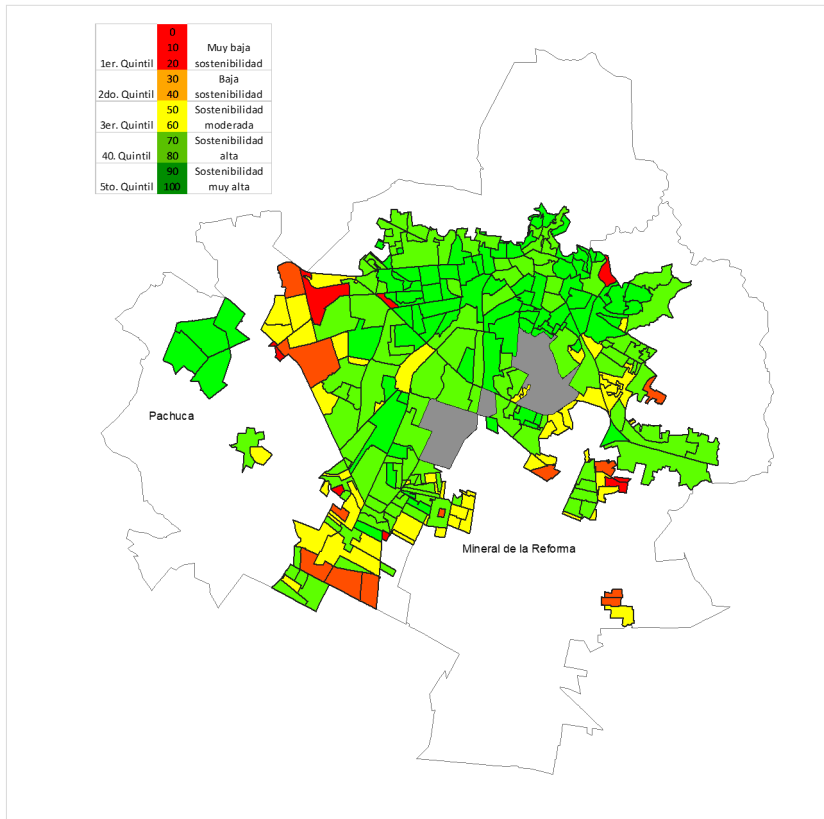 0
10 Muy baja
1er. Quintil 20 sostenibilidad
30 Baja
2do. Quintil 40 sostenibilidad
50 Sostenibilidad
3er. Quintil 60 moderada
70 Sostenibilidad
40. Quintil 80 alta
90 Sostenibilidad
5to. Quintil 100 muy alta
Pachuca
Mineral de la Reforma